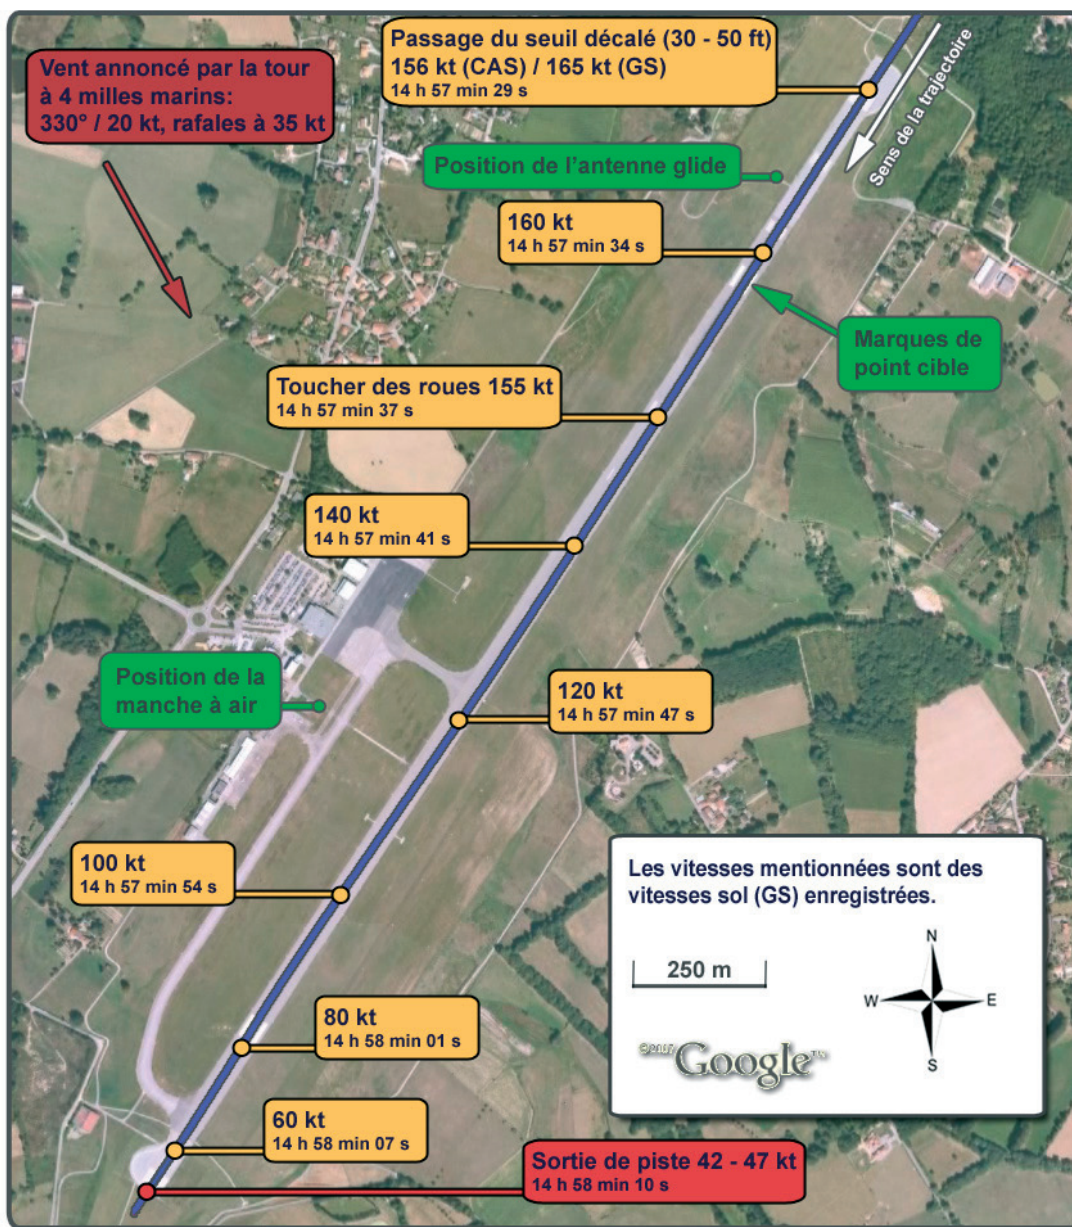 Passage du seuil décalé (30 - 50 ft)
156 kt (CAS) / 165 kt (GS)
14 h 57 min 29 s
Vent annoncé par la tour
à 4 milles marins:
330° / 20 kt, rafales à 35 kt
Sens de la trajectoire
Position de l'antenne glide
160 kt
14 h 57 min 34 s
Marques de
point cible
Toucher des roues 155 kt
14 h 57 min 37 s
140 kt
14 h 57 min 41 s
Position de la
manche à air
120 kt
14 h 57 min 47 s
100 kt
14 h 57 min 54 s
Les vitesses mentionnées sont des
vitesses sol (GS) enregistrées.
250 m
N
W
E
S
©2007 Google™
80 kt
14 h 58 min 01 s
60 kt
14 h 58 min 07 s
Sortie de piste 42 - 47 kt
14 h 58 min 10 s